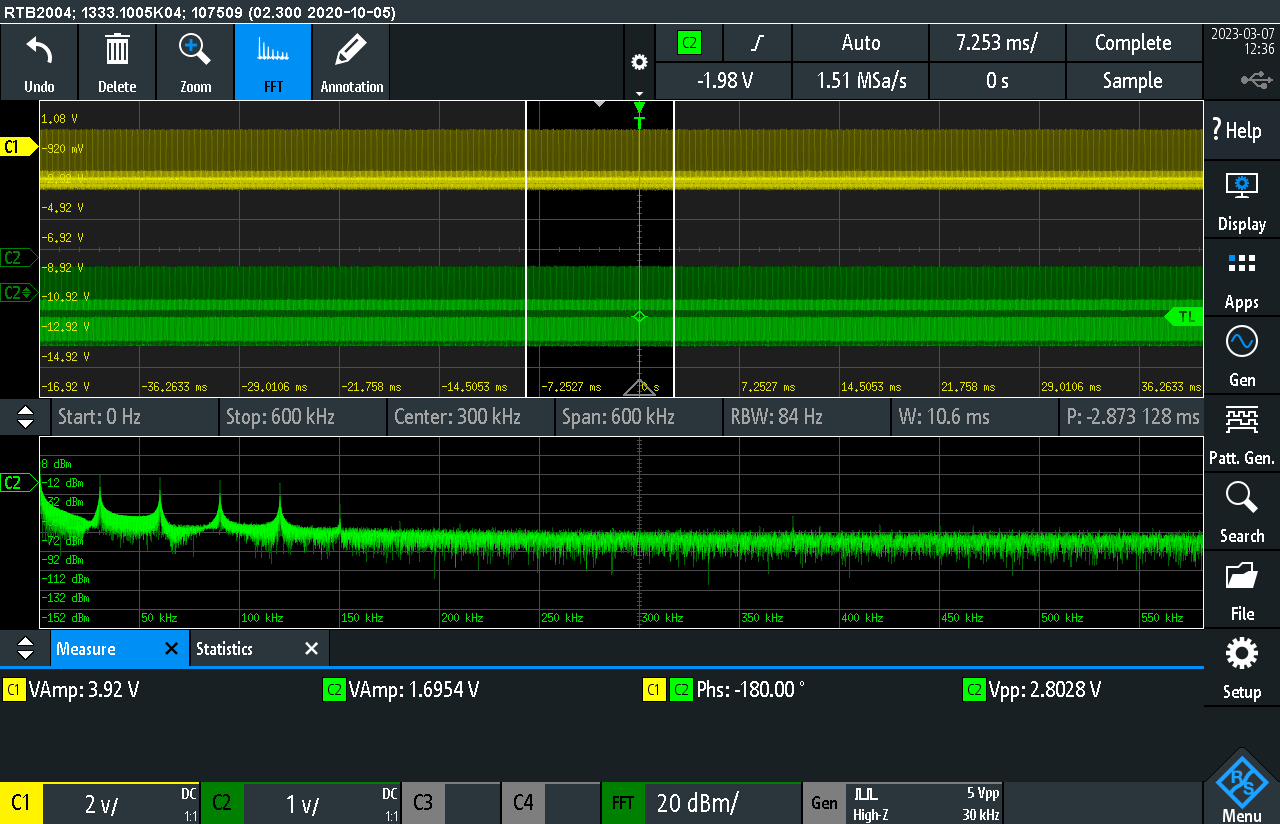 RTB2004; 1333.1005K04; 107509 (02.300 2020-10-05)
Undo
Delete
Zoom
FFT
Annotation
C2
Auto
7.253 ms/
Complete
-1.98 V
1.51 MSa/s
0 s
Sample
2023-03-07
12:36
C1
1.08 V
-920 mV
-2.92 V
-4.92 V
-6.92 V
C2
-8.92 V
C2
-10.92 V
-12.92 V
-14.92 V
-16.92 V
T
TL
-36.2633 ms
-29.0106 ms
-21.758 ms
-14.5053 ms
-7.2527 ms
0 s
7.2527 ms
14.5053 ms
21.758 ms
29.0106 ms
36.2633 ms
Start: 0 Hz
Stop: 600 kHz
Center: 300 kHz
Span: 600 kHz
RBW: 84 Hz
W: 10.6 ms
P: -2.873 128 ms
8 dBm
C2
-12 dBm
-32 dBm
-72 dBm
-92 dBm
-112 dBm
-132 dBm
-152 dBm
50 kHz
100 kHz
150 kHz
200 kHz
250 kHz
300 kHz
350 kHz
400 kHz
450 kHz
500 kHz
550 kHz
Measure
Statistics
C1 VAmp: 3.92 V
C2 VAmp: 1.6954 V
C1 C2 Phs: -180.00 °
C2 Vpp: 2.8028 V
C1
2 V/
DC
1:1
C2
1 V/
DC
1:1
C3
C4
FFT
20 dBm/
Gen
High-Z
5 Vpp
30 kHz
? Help
Display
Apps
Gen
Patt. Gen.
Search
File
Setup
R&S
Menu